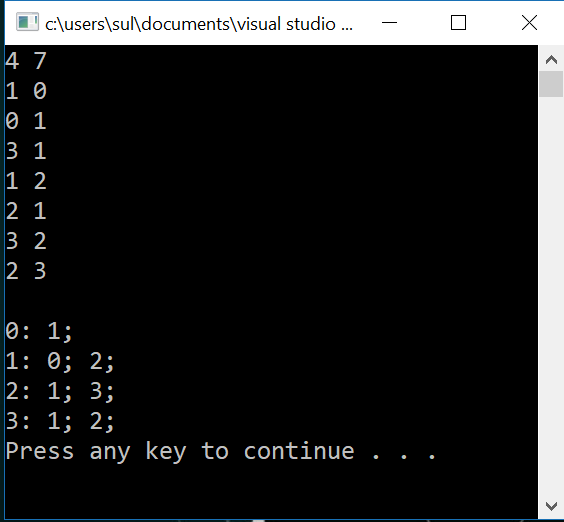 c:\users\sul\documents\visual studio ...
4 7
1 0
0 1
3 1
1 2
2 1
3 2
2 3
0: 1;
1: 0; 2;
2: 1; 3;
3: 1; 2;
Press any key to continue . . .